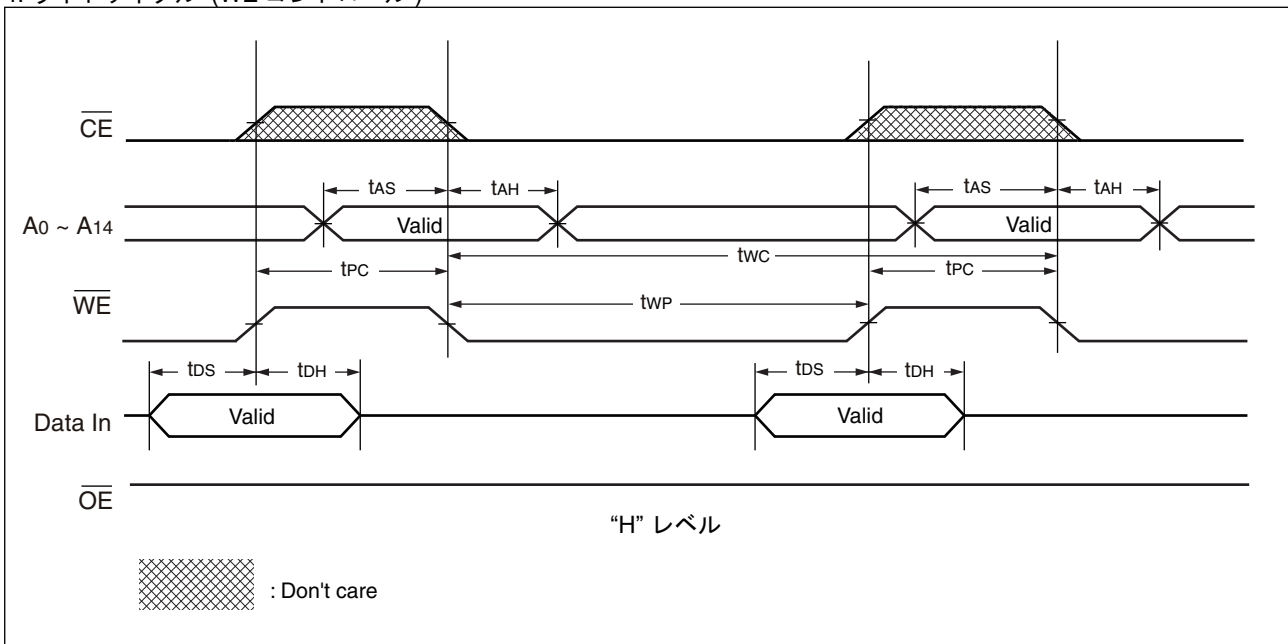 CE
tAS tAH tAS tAH
A0 ~ A14 Valid Valid
tWC
tPC tPC
WE
tWP
tDS tDH tDS tDH
Data In Valid Valid
OE
“H” レベル
: Don't care